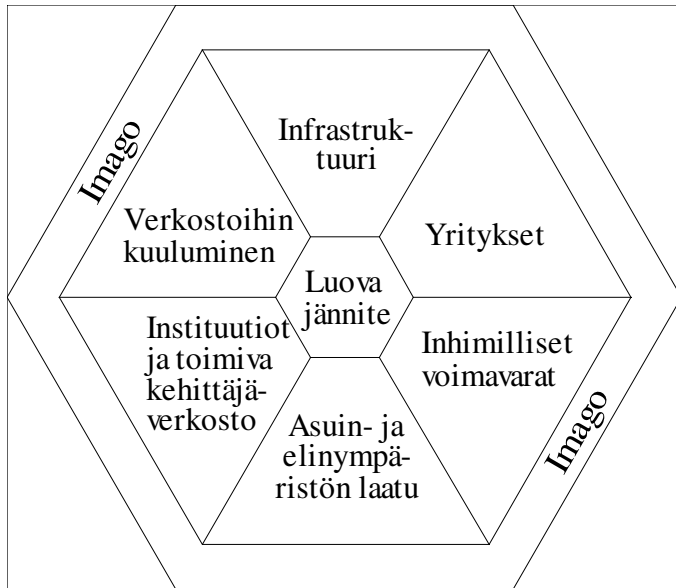 Imago
Infrastruk-
tuuri
Verkostoihin
kuuluminen
Yritykset
Luova
jännite
Instituutiot
ja toimiva
kehittäjä-
verkosto
Inhimilliset
voimavarat
Asuin- ja
elinympä-
ristön laatu
Imago